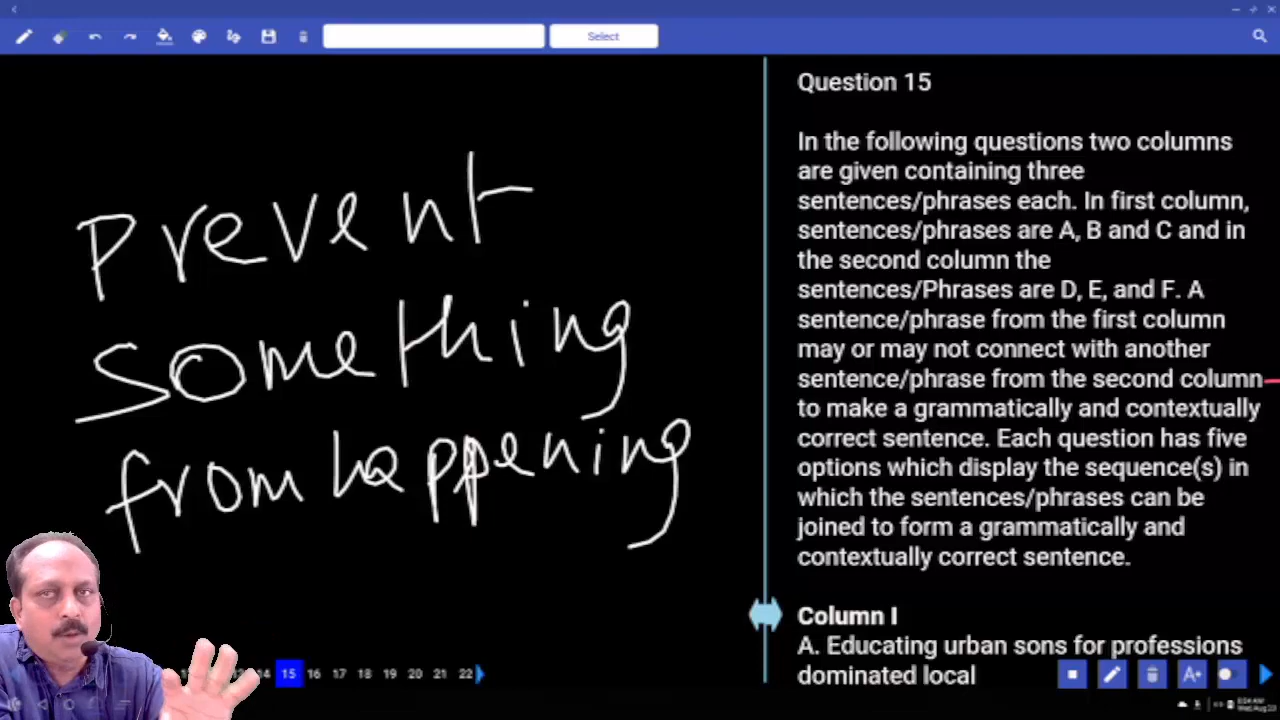 Select
Prevent
something
from happening
Question 15
In the following questions two columns
are given containing three
sentences/phrases each. In first column,
sentences/phrases are A, B and C and in
the second column the
sentences/Phrases are D, E, and F. A
sentence/phrase from the first column
may or may not connect with another
sentence/phrase from the second column
to make a grammatically and contextually
correct sentence. Each question has five
options which display the sequence(s) in
which the sentences/phrases can be
joined to form a grammatically and
contextually correct sentence.
Column I
A. Educating urban sons for professions
dominated local
14 15 16 17 18 19 20 21 22
A+